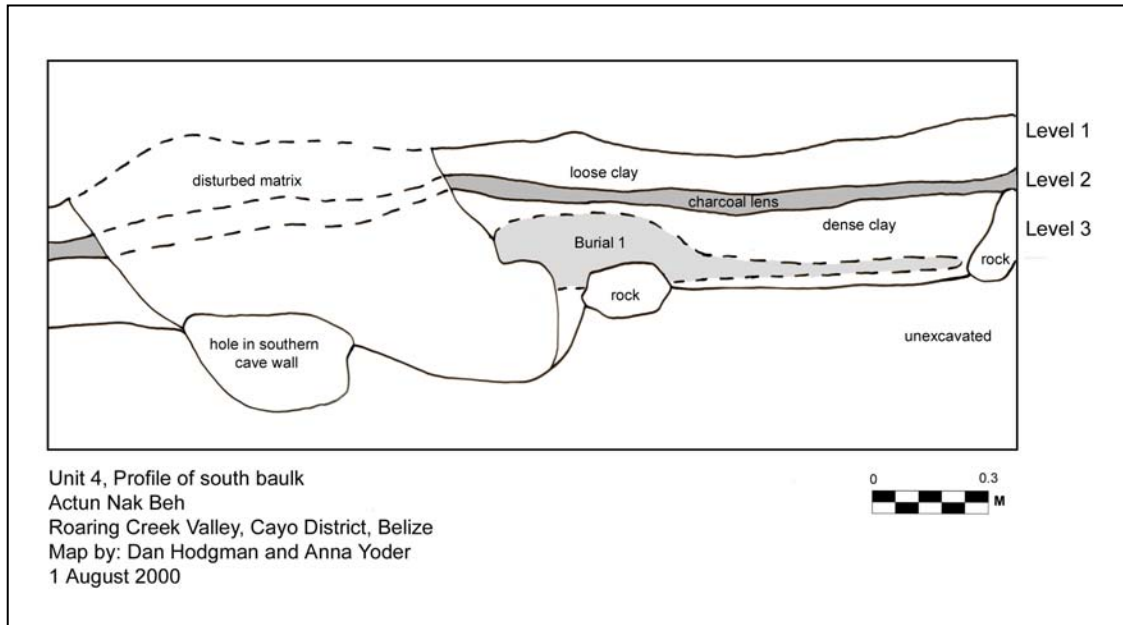 Level 1
disturbed matrix
loose clay
Level 2
charcoal lens
dense clay
Level 3
Burial 1
rock
rock
hole in southern
cave wall
unexcavated
Unit 4, Profile of south baulk
Actun Nak Beh
Roaring Creek Valley, Cayo District, Belize
Map by: Dan Hodgman and Anna Yoder
1 August 2000
0 0.3
M